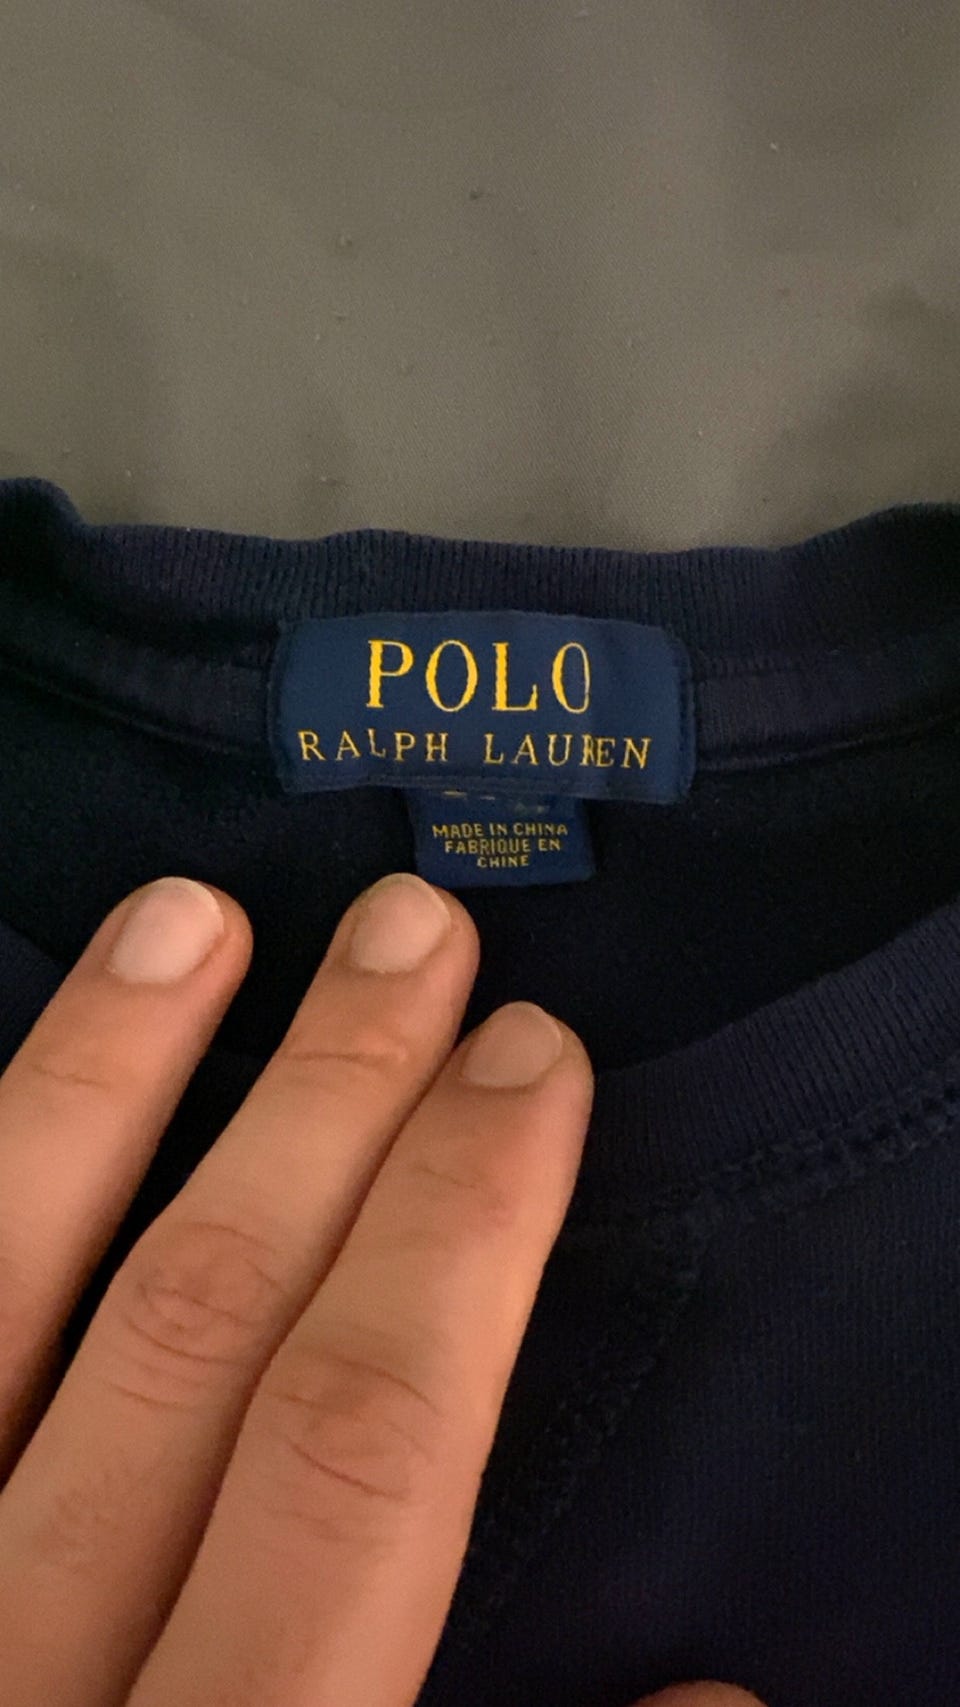 POLO
RALPH LAUREN
MADE IN CHINA
FABRIQUE EN
CHINE